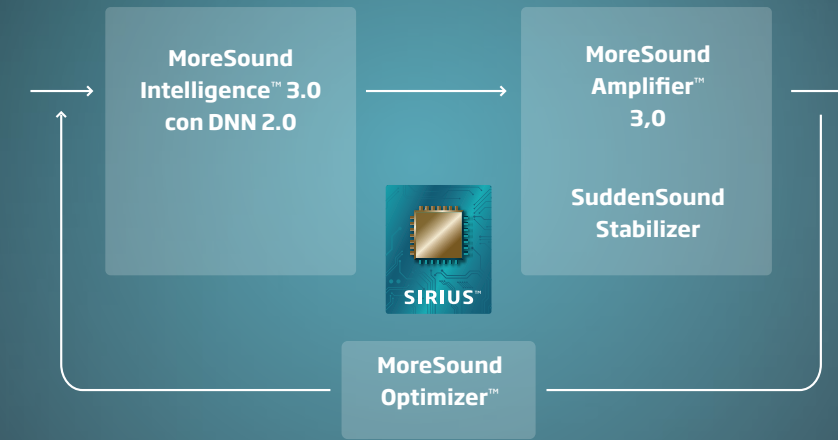 MoreSound
Intelligence™ 3.0
con DNN 2.0
MoreSound
Amplifier™
3,0
SuddenSound
Stabilizer
SIRIUS™
MoreSound
Optimizer™